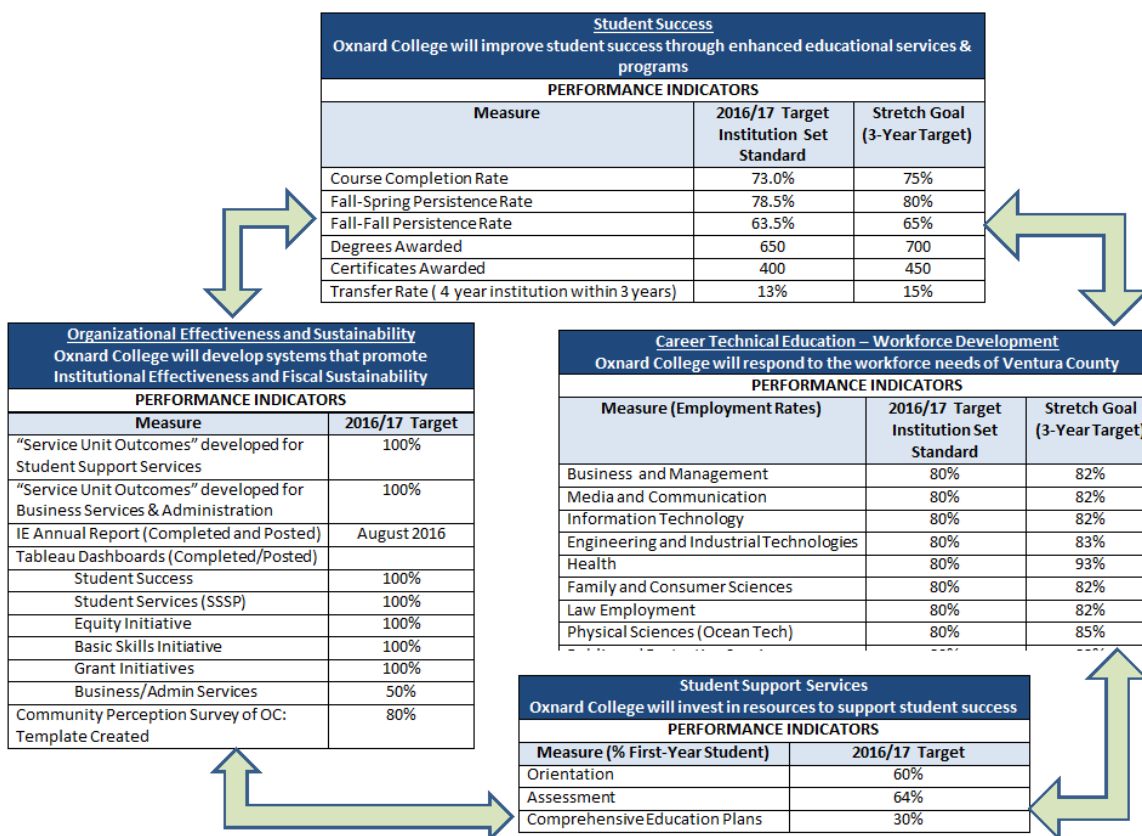 Student Success
Oxnard College will improve student success through enhanced educational services &
programs
PERFORMANCE INDICATORS
Measure 2016/17 Target Stretch Goal
Institution Set (3-Year Target)
Standard
Course Completion Rate 73.0% 75%
Fall-Spring Persistence Rate 78.5% 80%
Fall-Fall Persistence Rate 63.5% 65%
Degrees Awarded 650 700
Certificates Awarded 400 450
Transfer Rate ( 4 year institution within 3 years) 13% 15%
Organizational Effectiveness and Sustainability
Oxnard College will develop systems that promote
Institutional Effectiveness and Fiscal Sustainability
PERFORMANCE INDICATORS
Measure 2016/17 Target
“Service Unit Outcomes” developed for 100%
Student Support Services
“Service Unit Outcomes” developed for 100%
Business Services & Administration
IE Annual Report (Completed and Posted) August 2016
Tableau Dashboards (Completed/Posted)
Student Success 100%
Student Services (SSSP) 100%
Equity Initiative 100%
Basic Skills Initiative 100%
Grant Initiatives 100%
Business/Admin Services 50%
Community Perception Survey of OC: 80%
Template Created
Career Technical Education – Workforce Development
Oxnard College will respond to the workforce needs of Ventura County
PERFORMANCE INDICATORS
Measure (Employment Rates) 2016/17 Target Stretch Goal
Institution Set (3-Year Target)
Standard
Business and Management 80% 82%
Media and Communication 80% 82%
Information Technology 80% 82%
Engineering and Industrial Technologies 80% 83%
Health 80% 93%
Family and Consumer Sciences 80% 82%
Law Employment 80% 82%
Physical Sciences (Ocean Tech) 80% 85%
Student Support Services
Oxnard College will invest in resources to support student success
PERFORMANCE INDICATORS
Measure (% First-Year Student) 2016/17 Target
Orientation 60%
Assessment 64%
Comprehensive Education Plans 30%